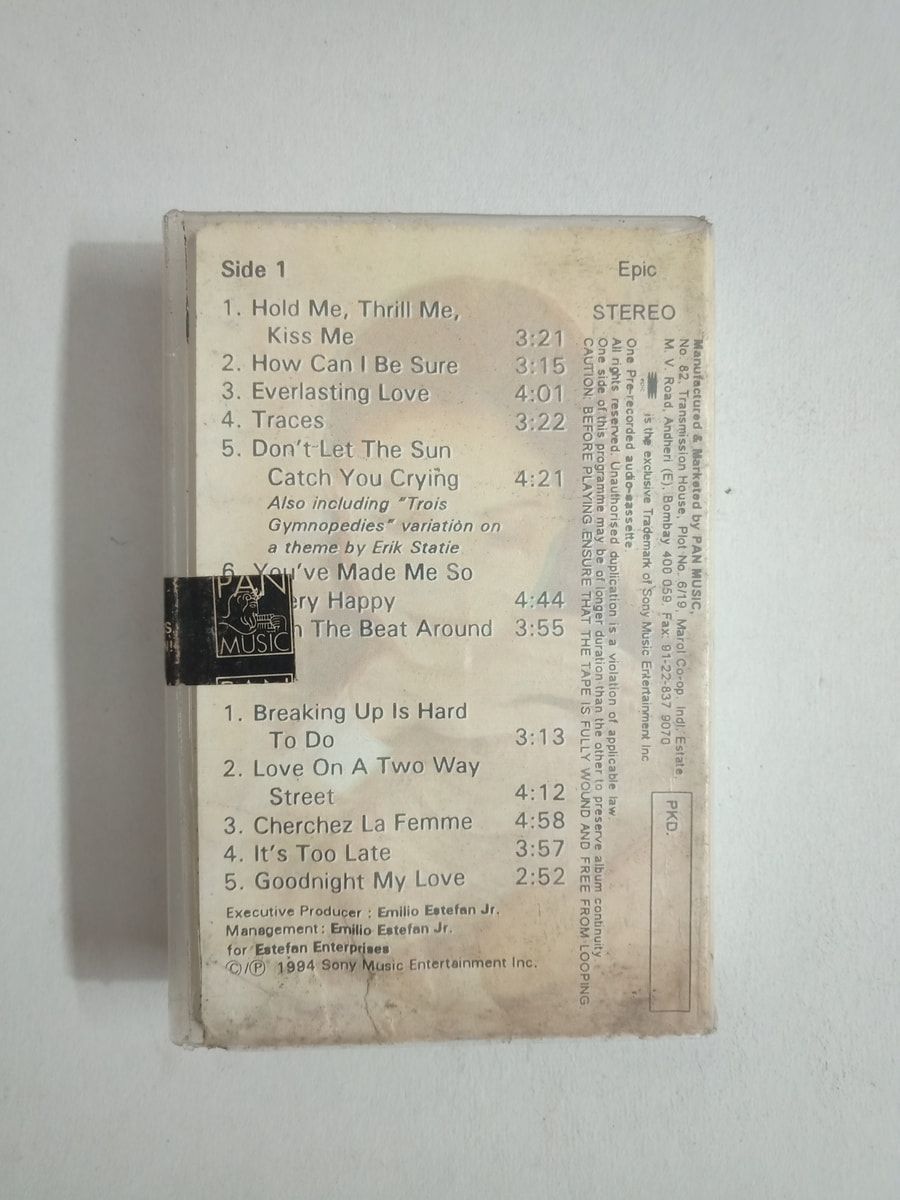 Side 1
1. Hold Me, Thrill Me,
Kiss Me 3:21
2. How Can I Be Sure 3:15
3. Everlasting Love 4:01
4. Traces 3:22
5. Don't Let The Sun
Catch You Crying 4:21
Also including "Trois
Gymnopedies" variation on
a theme by Erik Statie
6. You've Made Me So
ery Happy 4:44
The Beat Around 3:55
PAN
MUSIC
1. Breaking Up Is Hard
To Do 3:13
2. Love On A Two Way
Street 4:12
3. Cherchez La Femme 4:58
4. It's Too Late 3:57
5. Goodnight My Love 2:52
Executive Producer : Emilio Estefan Jr.
Management : Emilio Estefan Jr.
for Estefan Enterprises
©/℗ 1994 Sony Music Entertainment Inc.
Epic
STEREO
Manufactured & Marketed by PAN MUSIC,
No. 82, Transmission House, Plot No. 6/19, Marol Co-op. Indl. Estate,
M. V. Road, Andheri (E), Bombay 400 059. Fax: 91-22-837 9070
is the exclusive Trademark of Sony Music Entertainment Inc
One Pre-recorded audio-cassette
All rights reserved. Unauthorised duplication is a violation of applicable law.
One side of this programme may be of longer duration than the other to preserve album continuity.
CAUTION: BEFORE PLAYING ENSURE THAT THE TAPE IS FULLY WOUND AND FREE FROM LOOPING
PKD.